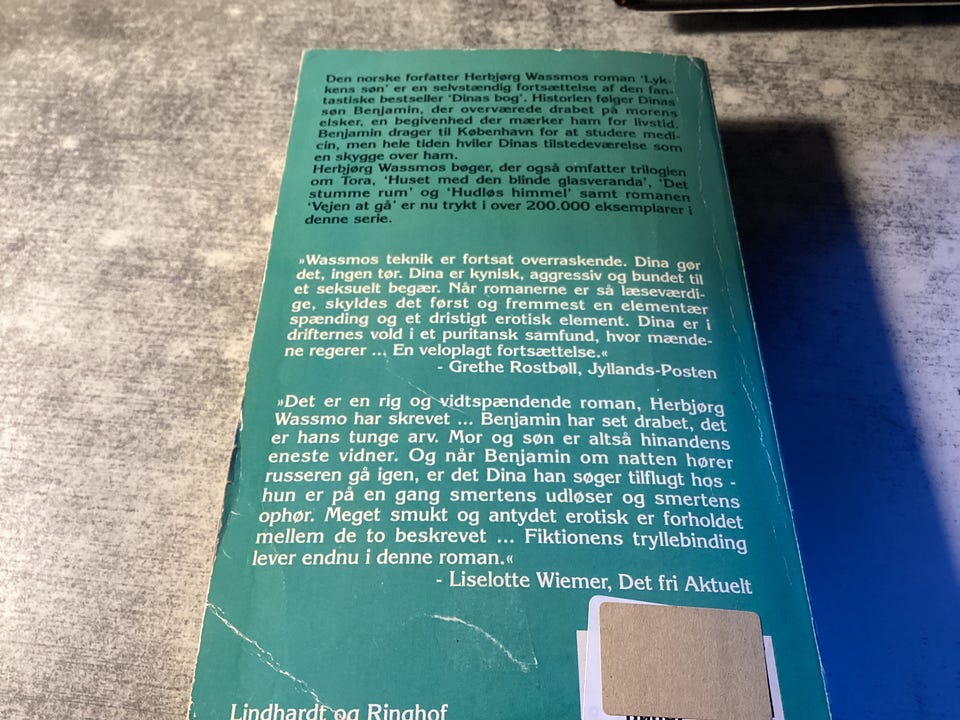 Den norske forfatter Herbjørg Wassmos roman 'Lyk-
kens søn' er en selvstændig fortsættelse af den fan-
tastiske bestseller 'Dinas bog'. Historien følger Dinas
søn Benjamin, der overværede drabet på morens
elsker, en begivenhed der mærker ham for livstid.
Benjamin drager til København for at studere medi-
cin, men hele tiden hviler Dinas tilstedeværelse som
en skygge over ham.
Herbjørg Wassmos bøger, der også omfatter trilogien
om Tora, 'Huset med den blinde glasveranda', 'Det
stumme rum' og 'Hudløs himmel' samt romanen
'Vejen at gå' er nu trykt i over 200.000 eksemplarer i
denne serie.
»Wassmos teknik er fortsat overraskende. Dina gør
det, ingen tør. Dina er kynisk, aggressiv og bundet til
et seksuelt begær. Når romanerne er så læseværdi-
ge, skyldes det først og fremmest en elementær
spænding og et dristigt erotisk element. Dina er i
drifternes vold i et puritansk samfund, hvor mænde-
ne regerer ... En veloplagt fortsættelse.«
- Grethe Rostbøll, Jyllands-Posten
»Det er en rig og vidtspændende roman, Herbjørg
Wassmo har skrevet ... Benjamin har set drabet, det
er hans tunge arv. Mor og søn er altså hinandens
eneste vidner. Og når Benjamin om natten hører
russeren gå igen, er det Dina han søger tilflugt hos -
hun er på en gang smertens udløser og smertens
ophør. Meget smukt og antydet erotisk er forholdet
mellem de to beskrevet ... Fiktionens tryllebinding
lever endnu i denne roman.«
- Liselotte Wiemer, Det fri Aktuelt
Lindhardt og Ringhof